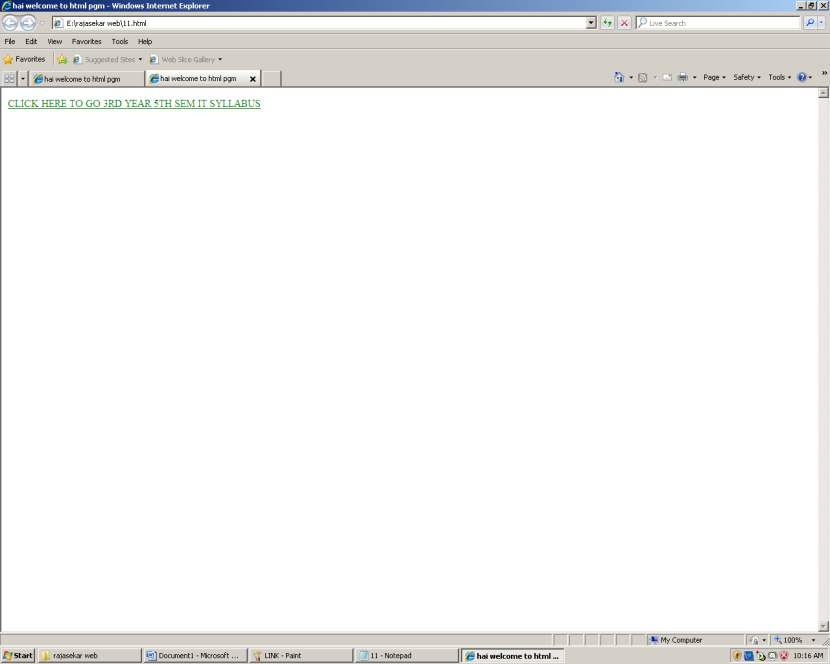 hai welcome to html pgm - Windows Internet Explorer
E:\rajasekar web\11.html
Live Search
File Edit View Favorites Tools Help
Favorites Suggested Sites Web Slice Gallery
hai welcome to html pgm hai welcome to html pgm Page Safety Tools
CLICK HERE TO GO 3RD YEAR 5TH SEM IT SYLLABUS
My Computer 100%
Start rajasekar web Document1 - Microsoft ... LINK - Paint 11 - Notepad hai welcome to html ... 10:16 AM